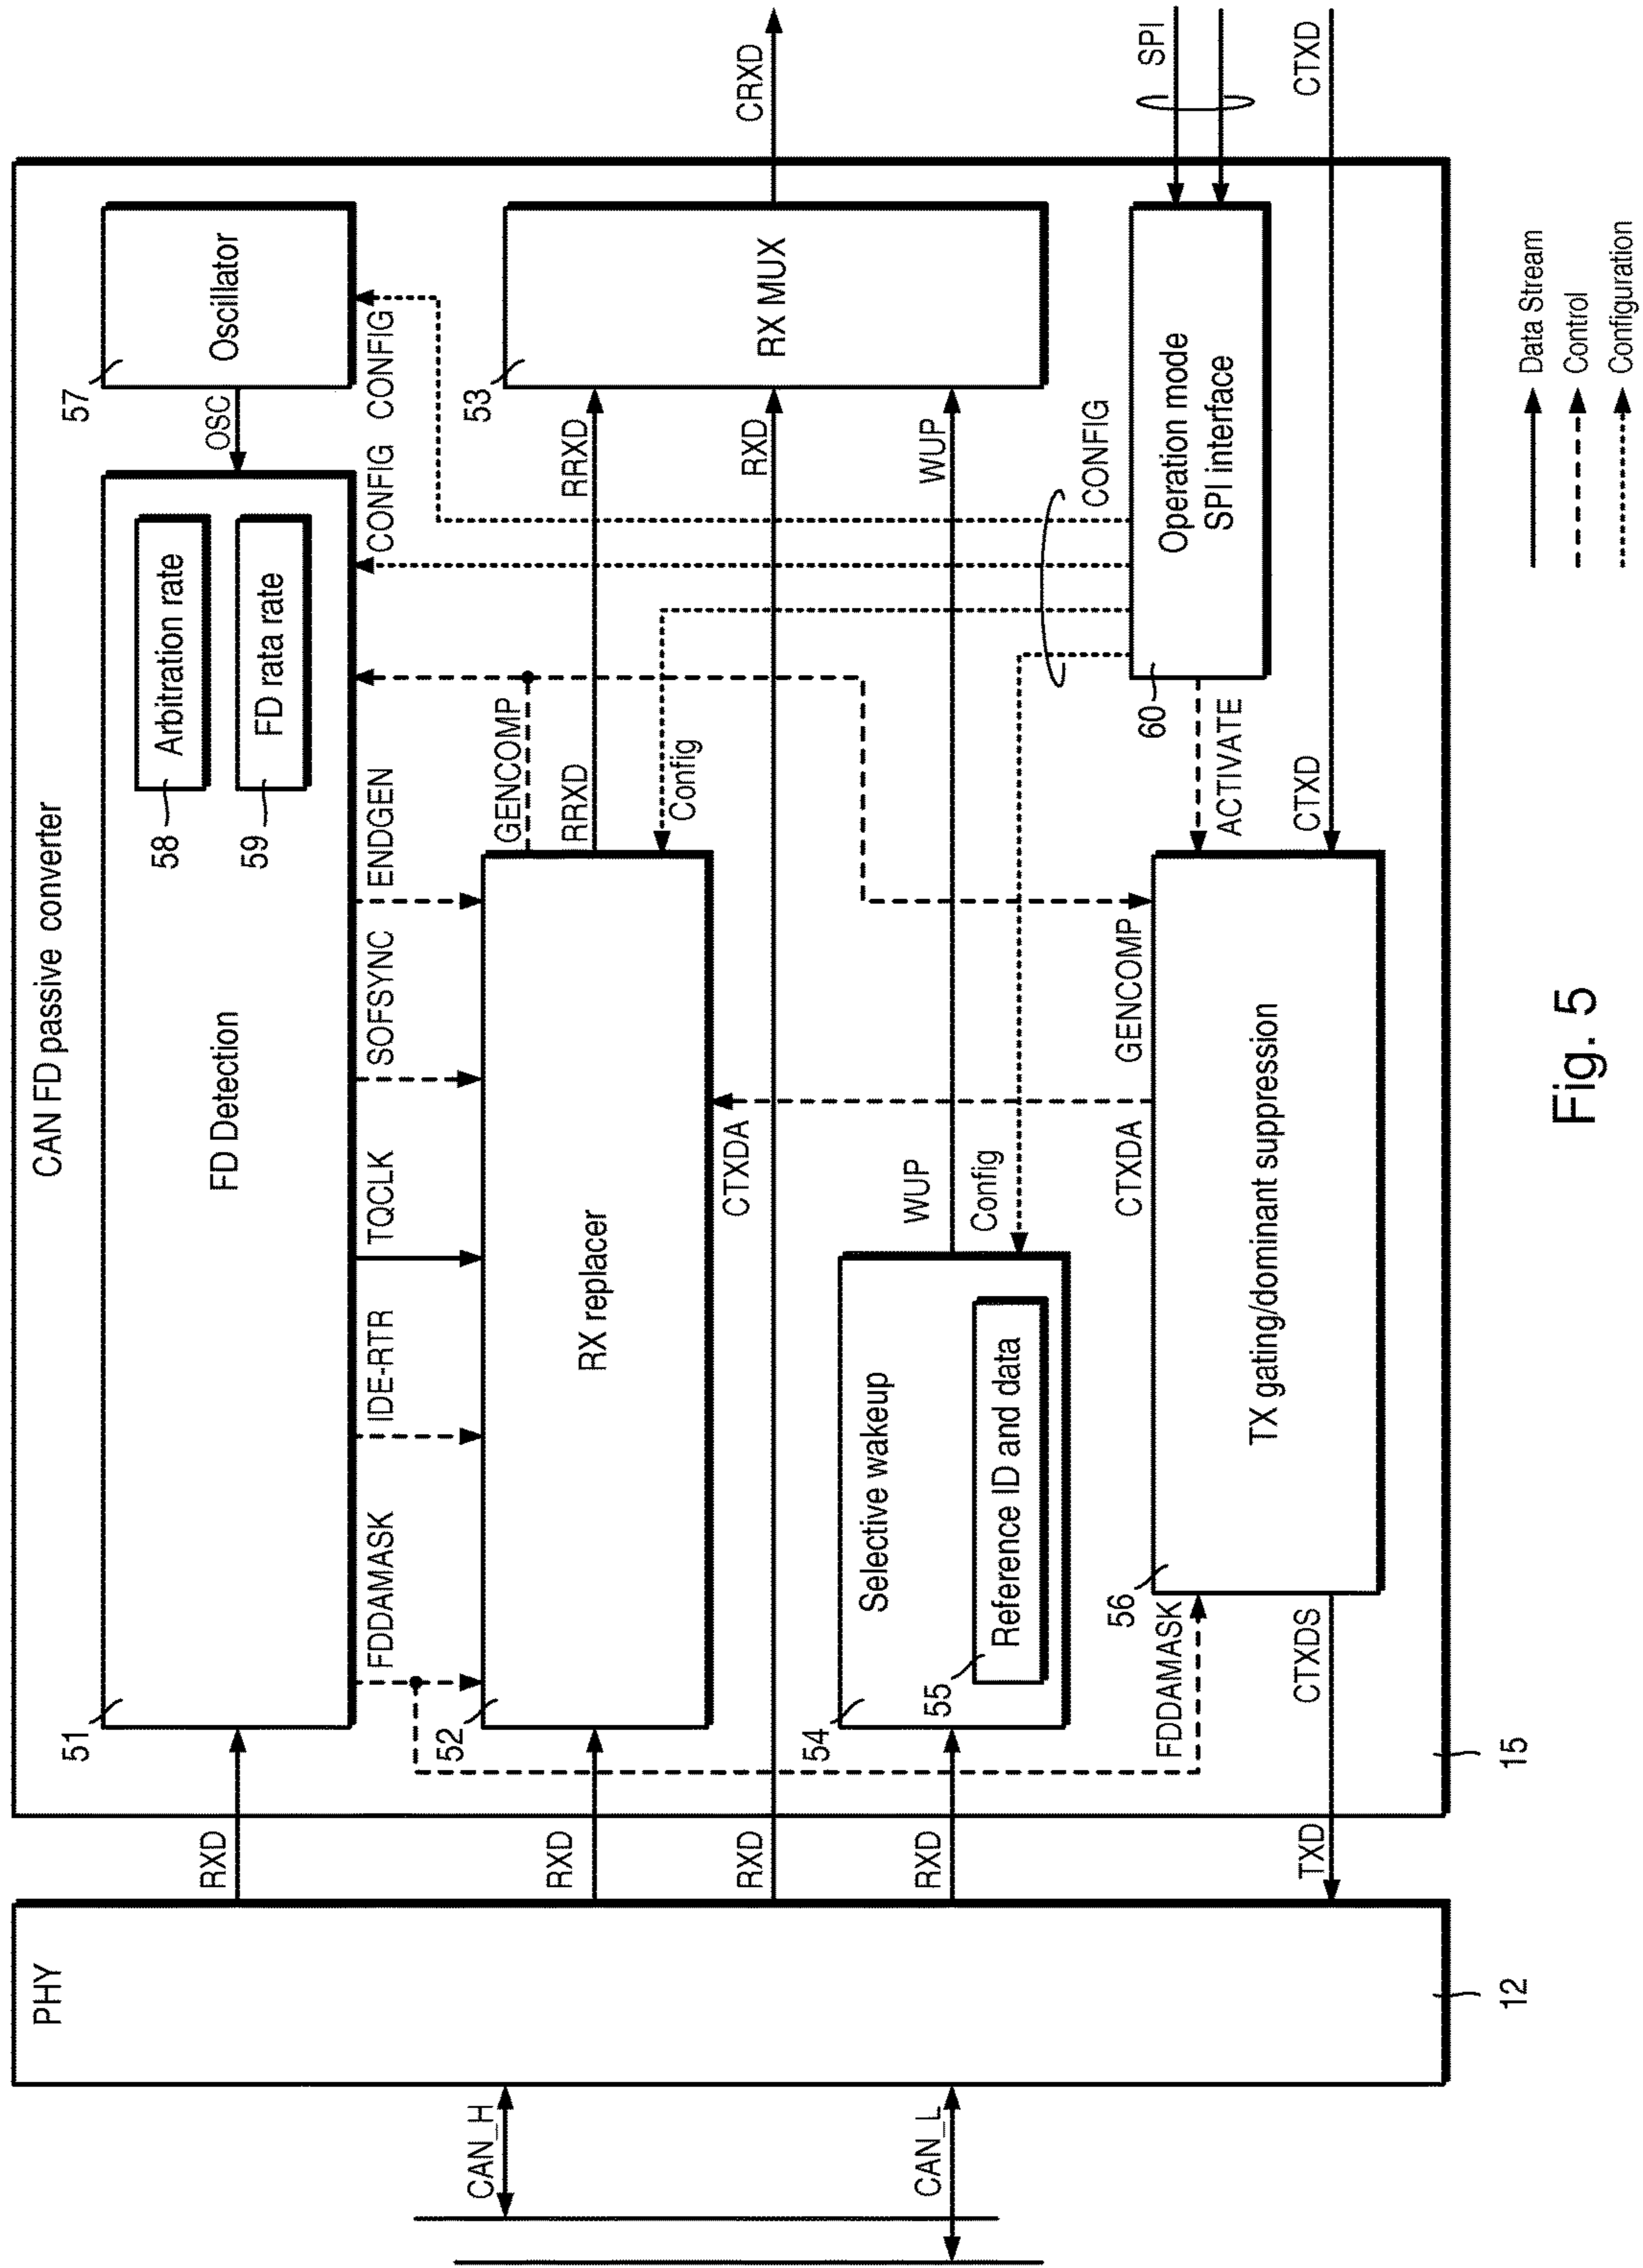 CAN FD passive converter
PHY
CAN_H
CAN_L
12
15
RXD
RXD
RXD
RXD
TXD
51
FD Detection
58
Arbitration rate
59
FD rata rate
57
Oscillator
OSC
FDDAMASK
IDE-RTR
TQCLK
SOFSYNC
ENDGEN
CONFIG
CONFIG
52
RX replacer
GENCOMP
RRXD
RRXD
Config
CTXDA
53
RX MUX
RXD
WUP
CRXD
54
Selective wakeup
55
Reference ID and data
WUP
Config
CONFIG
60
Operation mode
SPI interface
SPI
ACTIVATE
56
TX gating/dominant suppression
FDDAMASK
CTXDA
GENCOMP
CTXDS
CTXD
CTXD
Data Stream
Control
Configuration
Fig. 5